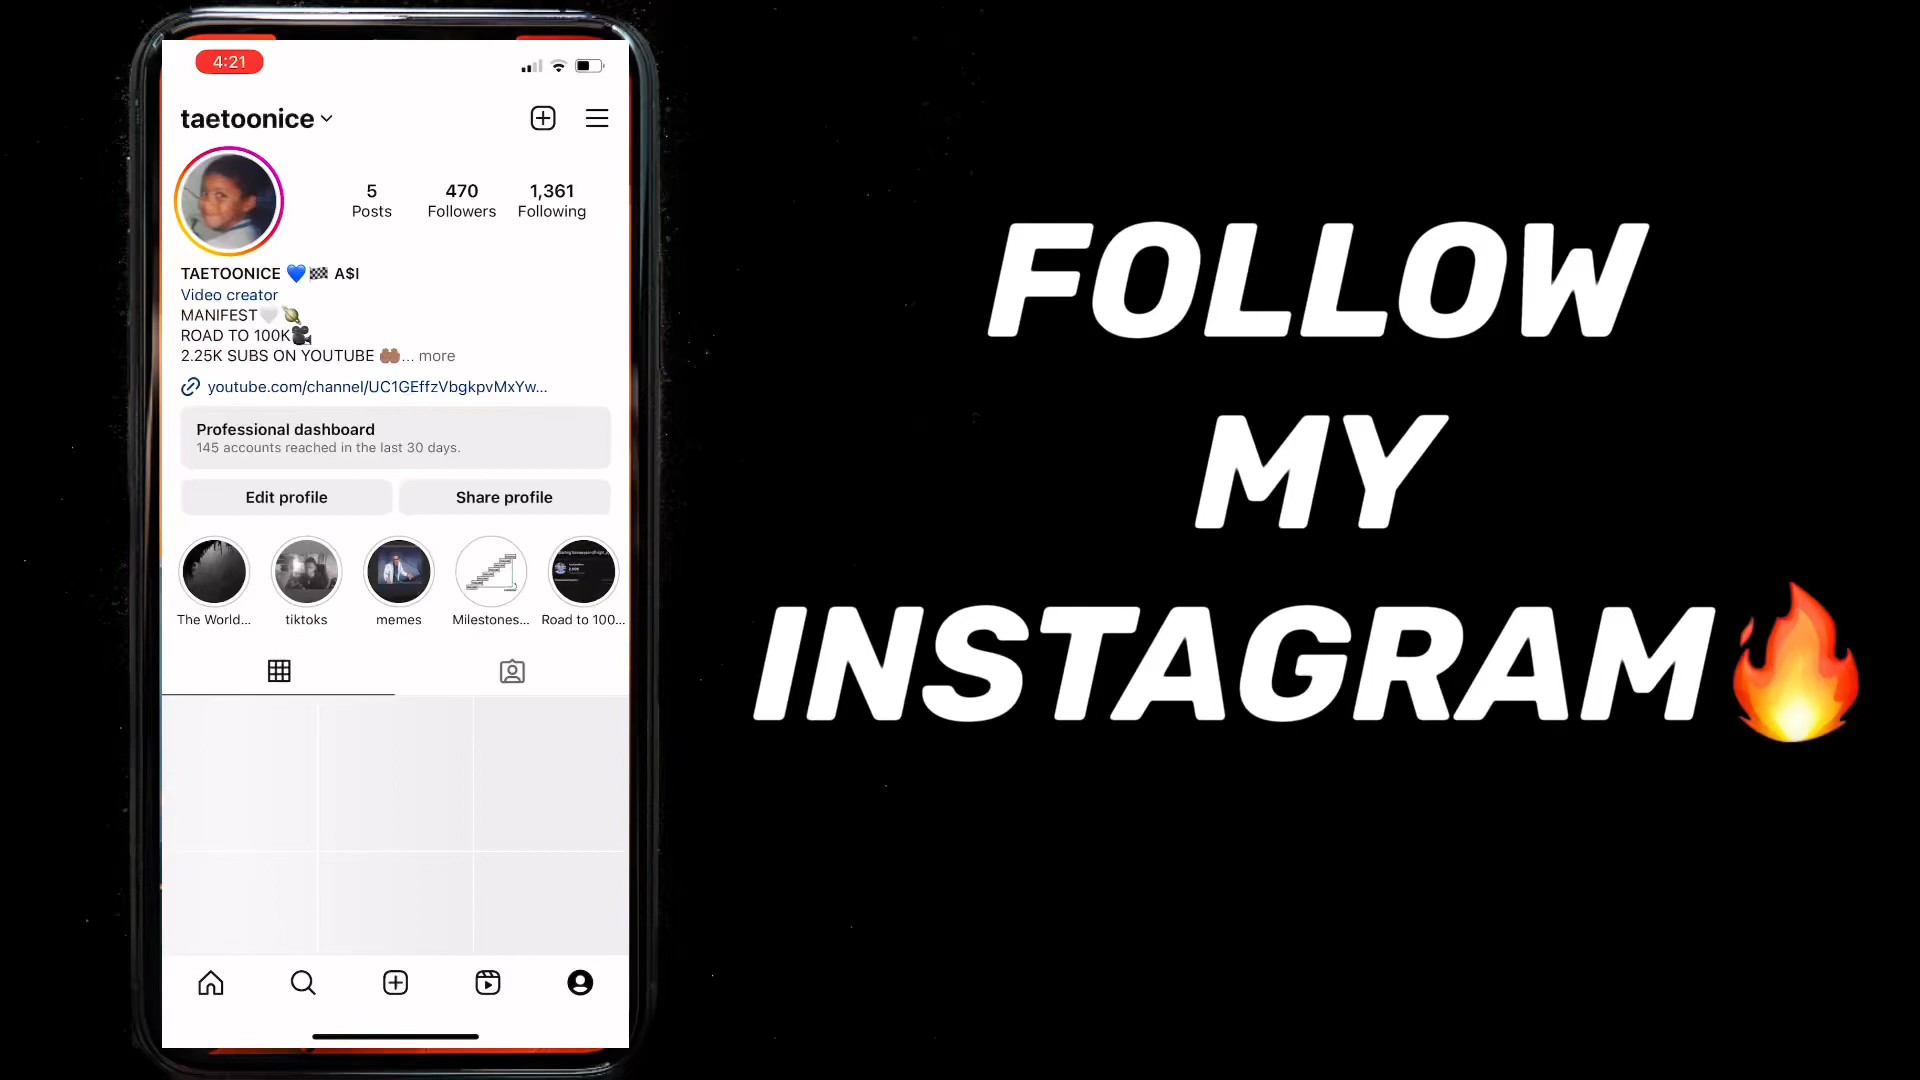 4:21
taetoonice
5 470 1,361
Posts Followers Following
TAETOONICE 💙🏁 A$I
Video creator
MANIFEST🤍🪐
ROAD TO 100K🎥
2.25K SUBS ON YOUTUBE 🤲🏾... more
youtube.com/channel/UC1GEffzVbgkpvMxYw...
Professional dashboard
145 accounts reached in the last 30 days.
Edit profile Share profile
The World... tiktoks memes Milestones... Road to 100...
FOLLOW
MY
INSTAGRAM🔥